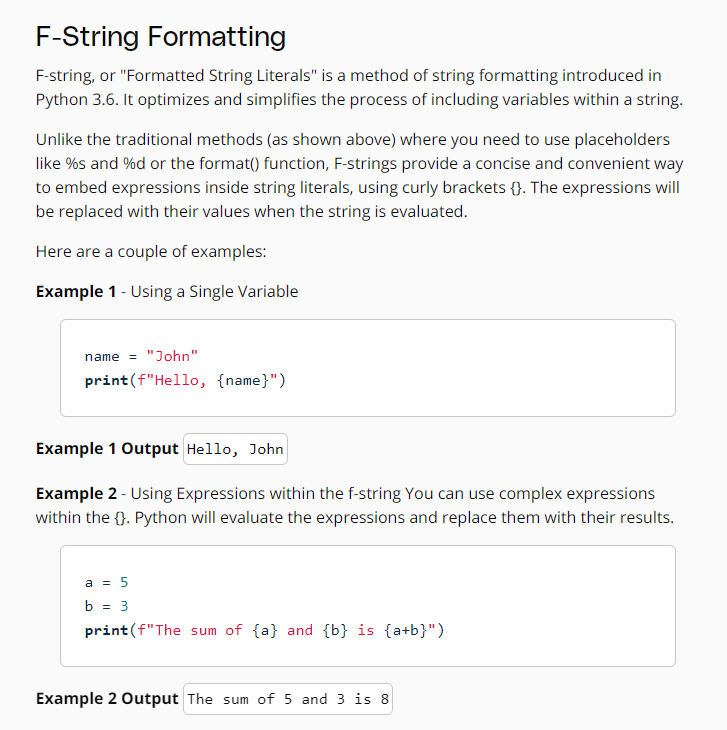 F-String Formatting
F-string, or "Formatted String Literals" is a method of string formatting introduced in
Python 3.6. It optimizes and simplifies the process of including variables within a string.
Unlike the traditional methods (as shown above) where you need to use placeholders
like %s and %d or the format() function, F-strings provide a concise and convenient way
to embed expressions inside string literals, using curly brackets {}. The expressions will
be replaced with their values when the string is evaluated.
Here are a couple of examples:
Example 1 - Using a Single Variable
name = "John"
print(f"Hello, {name}")
Example 1 Output Hello, John
Example 2 - Using Expressions within the f-string You can use complex expressions
within the {}. Python will evaluate the expressions and replace them with their results.
a = 5
b = 3
print(f"The sum of {a} and {b} is {a+b}")
Example 2 Output The sum of 5 and 3 is 8